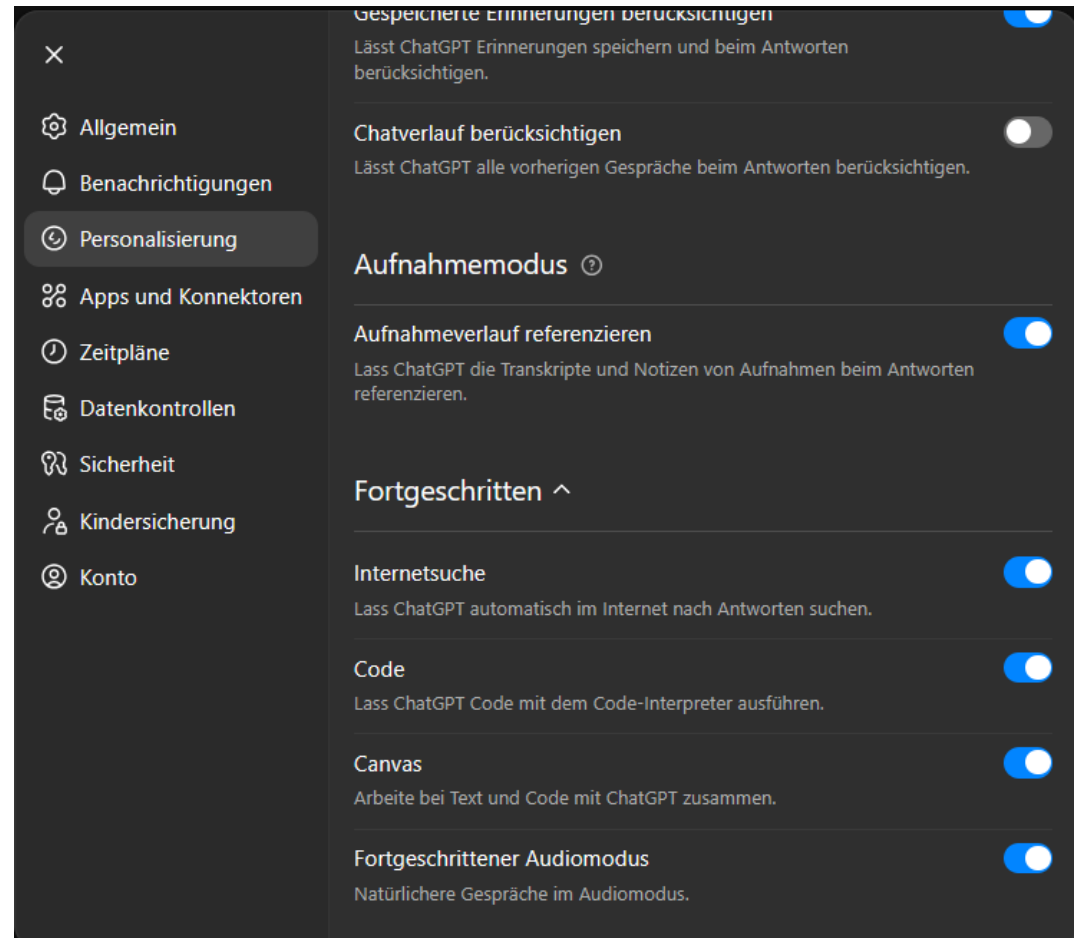 Gespeicherte Erinnerungen berücksichtigen
Lässt ChatGPT Erinnerungen speichern und beim Antworten
berücksichtigen.
Allgemein
Benachrichtigungen
Personalisierung
Apps und Konnektoren
Zeitpläne
Datenkontrollen
Sicherheit
Kindersicherung
Konto
Chatverlauf berücksichtigen
Lässt ChatGPT alle vorherigen Gespräche beim Antworten berücksichtigen.
Aufnahmemodus
Aufnahmeverlauf referenzieren
Lass ChatGPT die Transkripte und Notizen von Aufnahmen beim Antworten
referenzieren.
Fortgeschritten
Internetsuche
Lass ChatGPT automatisch im Internet nach Antworten suchen.
Code
Lass ChatGPT Code mit dem Code-Interpreter ausführen.
Canvas
Arbeite bei Text und Code mit ChatGPT zusammen.
Fortgeschrittener Audiomodus
Natürlichere Gespräche im Audiomodus.